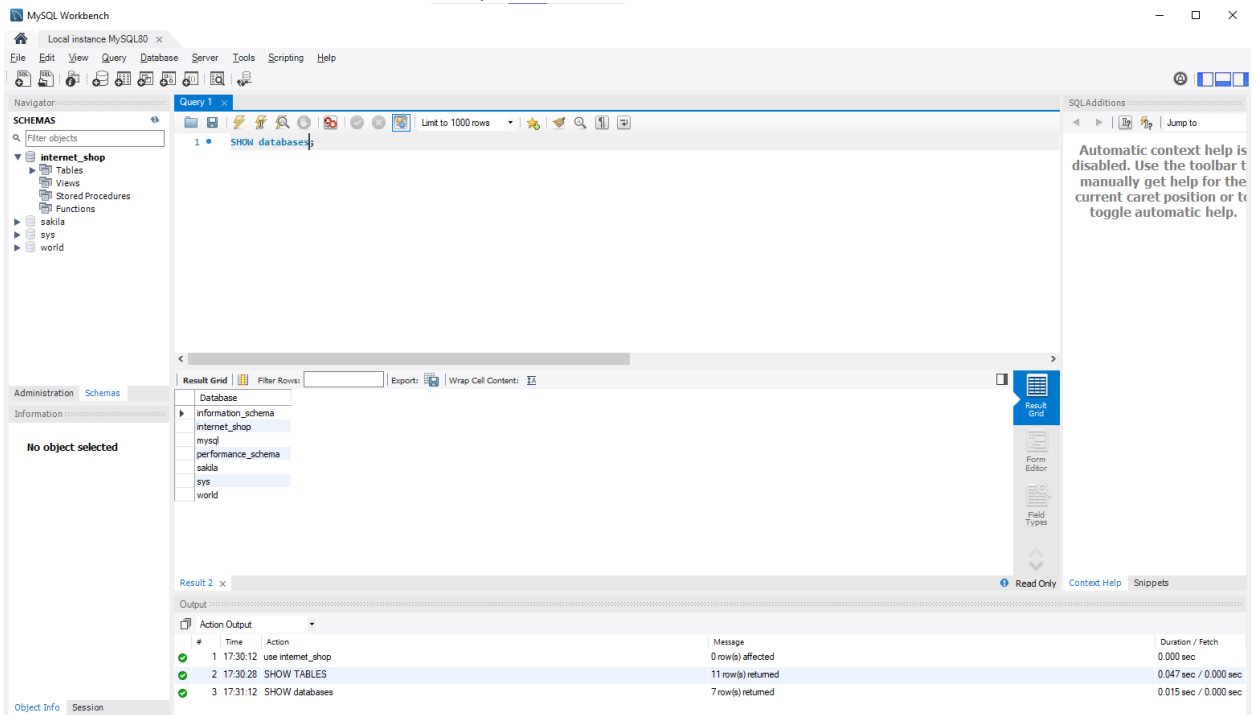 MySQL Workbench
Local instance MySQL80
File Edit View Query Database Server Tools Scripting Help
Navigator
SCHEMAS
Filter objects
internet_shop
Tables
Views
Stored Procedures
Functions
sakila
sys
world
Administration Schemas
Information
No object selected
Object Info Session
Query 1
Limit to 1000 rows
1 SHOW databases;
Result Grid Filter Rows: Export: Wrap Cell Content:
Database
information_schema
internet_shop
mysql
performance_schema
sakila
sys
world
Result
Grid
Form
Editor
Field
Types
Result 2 Read Only
SQLAdditions
Jump to
Automatic context help is
disabled. Use the toolbar t
manually get help for the
current caret position or to
toggle automatic help.
Context Help Snippets
Output
Action Output
# Time Action Message Duration / Fetch
1 17:30:12 use internet_shop 0 row(s) affected 0.000 sec
2 17:30:28 SHOW TABLES 11 row(s) returned 0.047 sec / 0.000 sec
3 17:31:12 SHOW databases 7 row(s) returned 0.015 sec / 0.000 sec